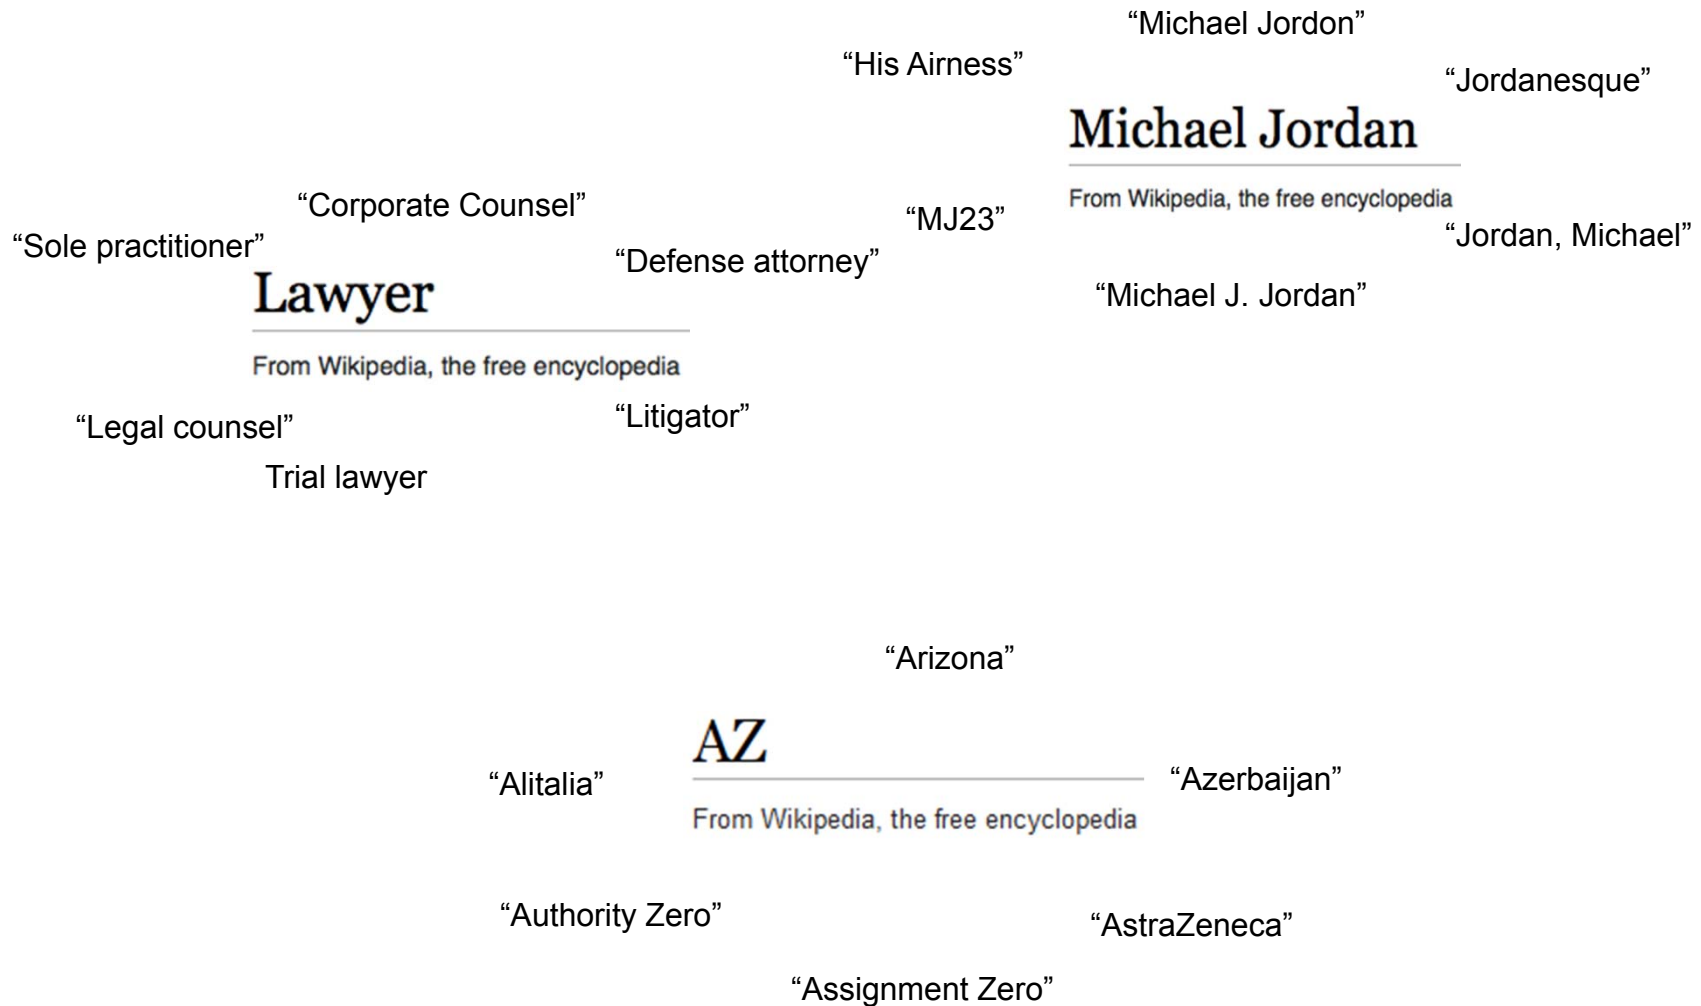 “Michael Jordon”
“His Airness”
“Jordanesque”
Michael Jordan
From Wikipedia, the free encyclopedia
“MJ23”
“Jordan, Michael”
“Michael J. Jordan”
“Corporate Counsel”
“Sole practitioner”
“Defense attorney”
Lawyer
From Wikipedia, the free encyclopedia
“Legal counsel”
“Litigator”
Trial lawyer
“Arizona”
AZ
“Alitalia”
“Azerbaijan”
From Wikipedia, the free encyclopedia
“Authority Zero”
“AstraZeneca”
“Assignment Zero”